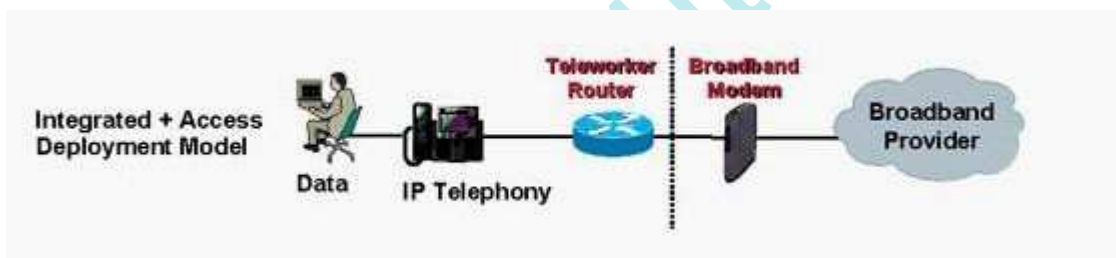 Integrated + Access
Deployment Model
Data
IP Telephony
Teleworker
Router
Broadband
Modem
Broadband
Provider